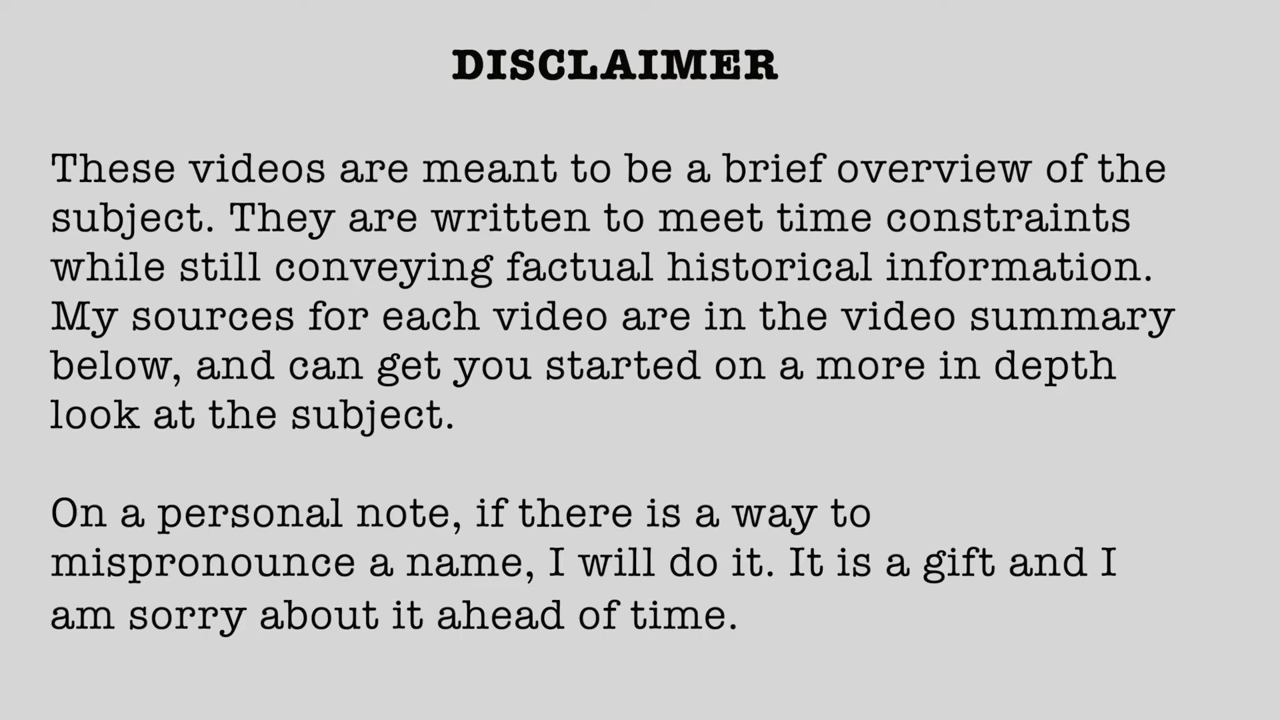 DISCLAIMER
These videos are meant to be a brief overview of the
subject. They are written to meet time constraints
while still conveying factual historical information.
My sources for each video are in the video summary
below, and can get you started on a more in depth
look at the subject.
On a personal note, if there is a way to
mispronounce a name, I will do it. It is a gift and I
am sorry about it ahead of time.